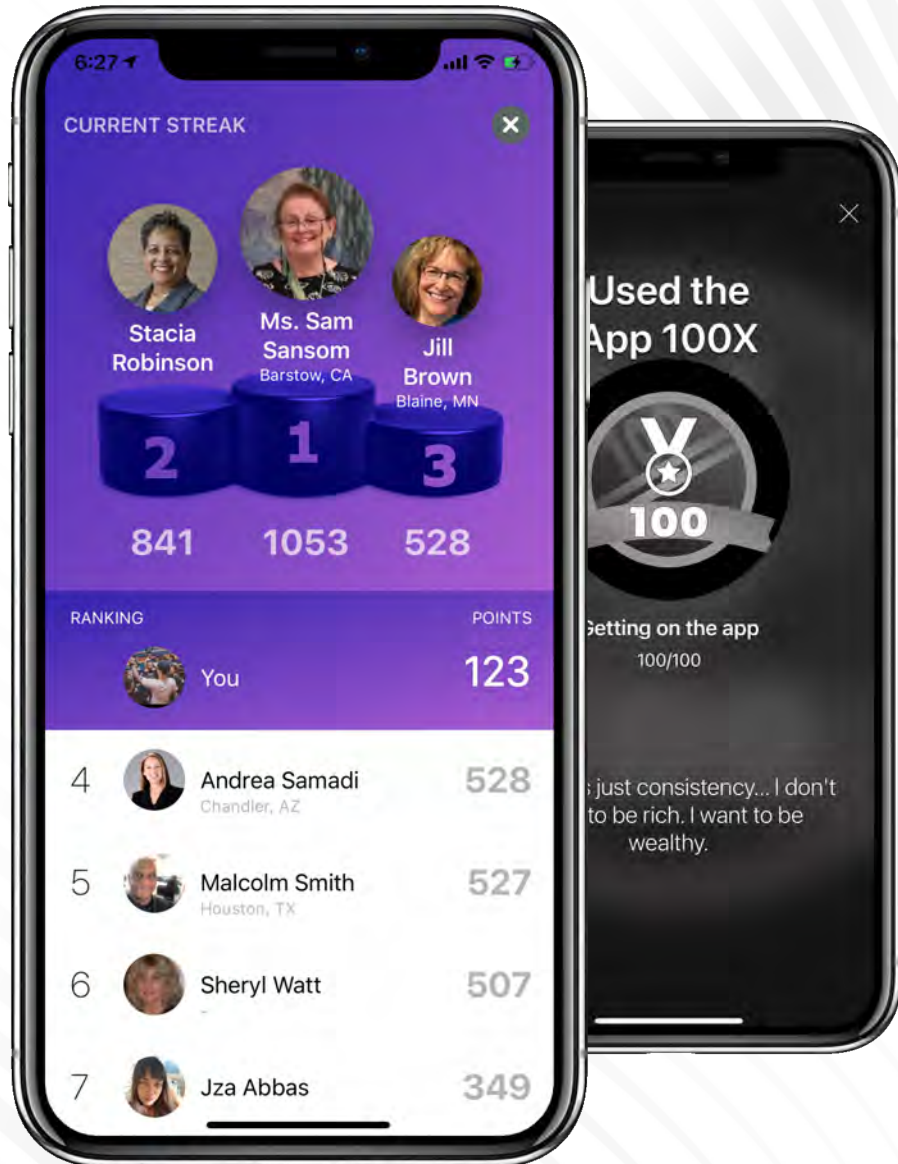 6:27
CURRENT STREAK
Stacia
Robinson
Ms. Sam
Sansom
Barstow, CA
Jill
Brown
Blaine, MN
2
1
3
841
1053
528
RANKING
POINTS
You
123
4
Andrea Samadi
528
Chandler, AZ
5
Malcolm Smith
527
Houston, TX
6
Sheryl Watt
507
-
7
Jza Abbas
349
Used the
App 100X
100
Getting on the app
100/100
just consistency... I don't
to be rich. I want to be
wealthy.